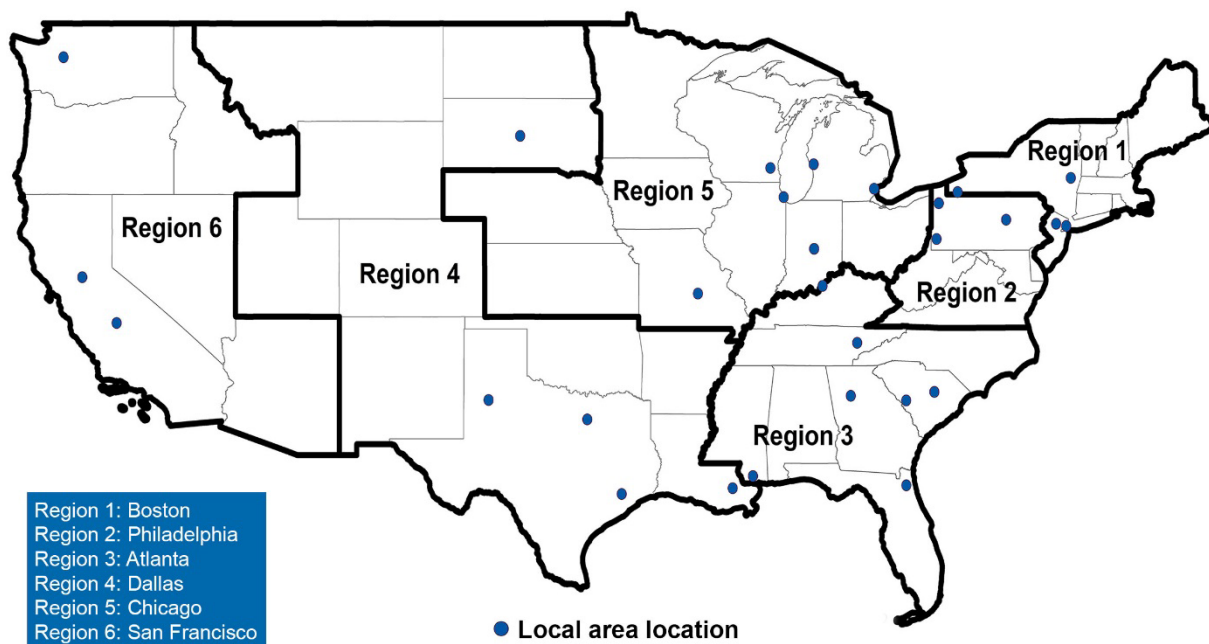 Region 1
Region 5
Region 6
Region 4
Region 2
Region 3
Region 1: Boston
Region 2: Philadelphia
Region 3: Atlanta
Region 4: Dallas
Region 5: Chicago
Region 6: San Francisco
Local area location